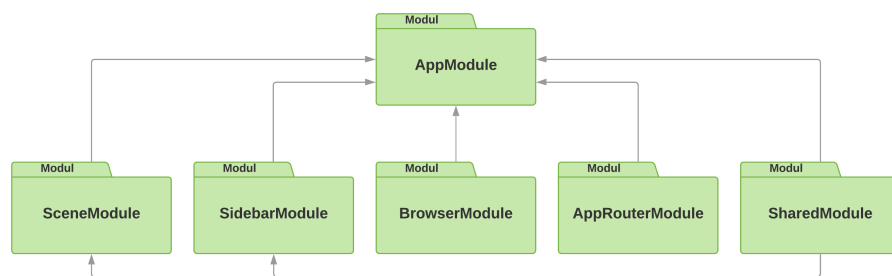 Modul
AppModule
Modul
SceneModule
Modul
SidebarModule
Modul
BrowserModule
Modul
AppRouterModule
Modul
SharedModule